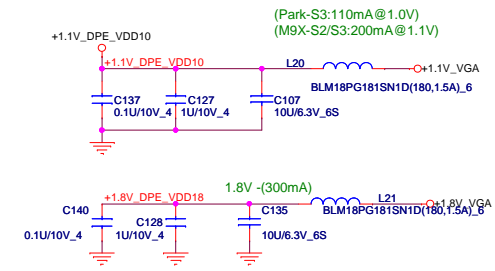 (Park-S3:110mA@1.0V)
(M9X-S2/S3:200mA@1.1V)
+1.1V_DPE_VDD10
+1.1V_DPE_VDD10
L20
+1.1V_VGA
BLM18PG181SN1D(180,1.5A)_6
C137
0.1U/10V_4
C127
1U/10V_4
C107
10U/6.3V_6S
1.8V -(300mA)
+1.8V_DPE_VDD18
L21
+1.8V_VGA
BLM18PG181SN1D(180,1.5A)_6
C140
0.1U/10V_4
C128
1U/10V_4
C135
10U/6.3V_6S